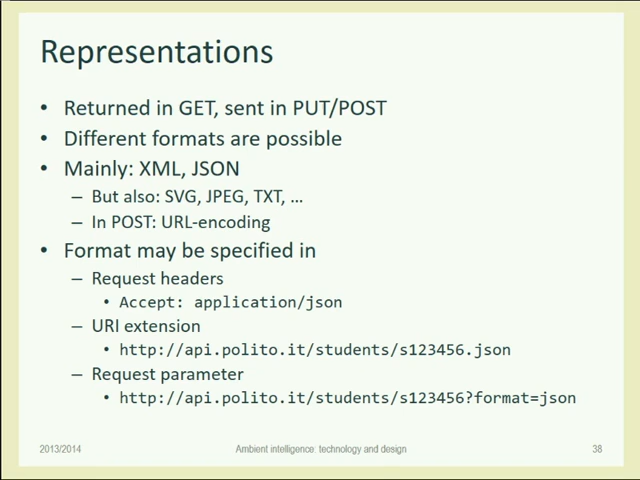 Representations
• Returned in GET, sent in PUT/POST
• Different formats are possible
• Mainly: XML, JSON
– But also: SVG, JPEG, TXT, ...
– In POST: URL-encoding
• Format may be specified in
– Request headers
• Accept: application/json
– URI extension
• http://api.polito.it/students/s123456.json
– Request parameter
• http://api.polito.it/students/s123456?format=json
2013/2014 Ambient intelligence: technology and design 38